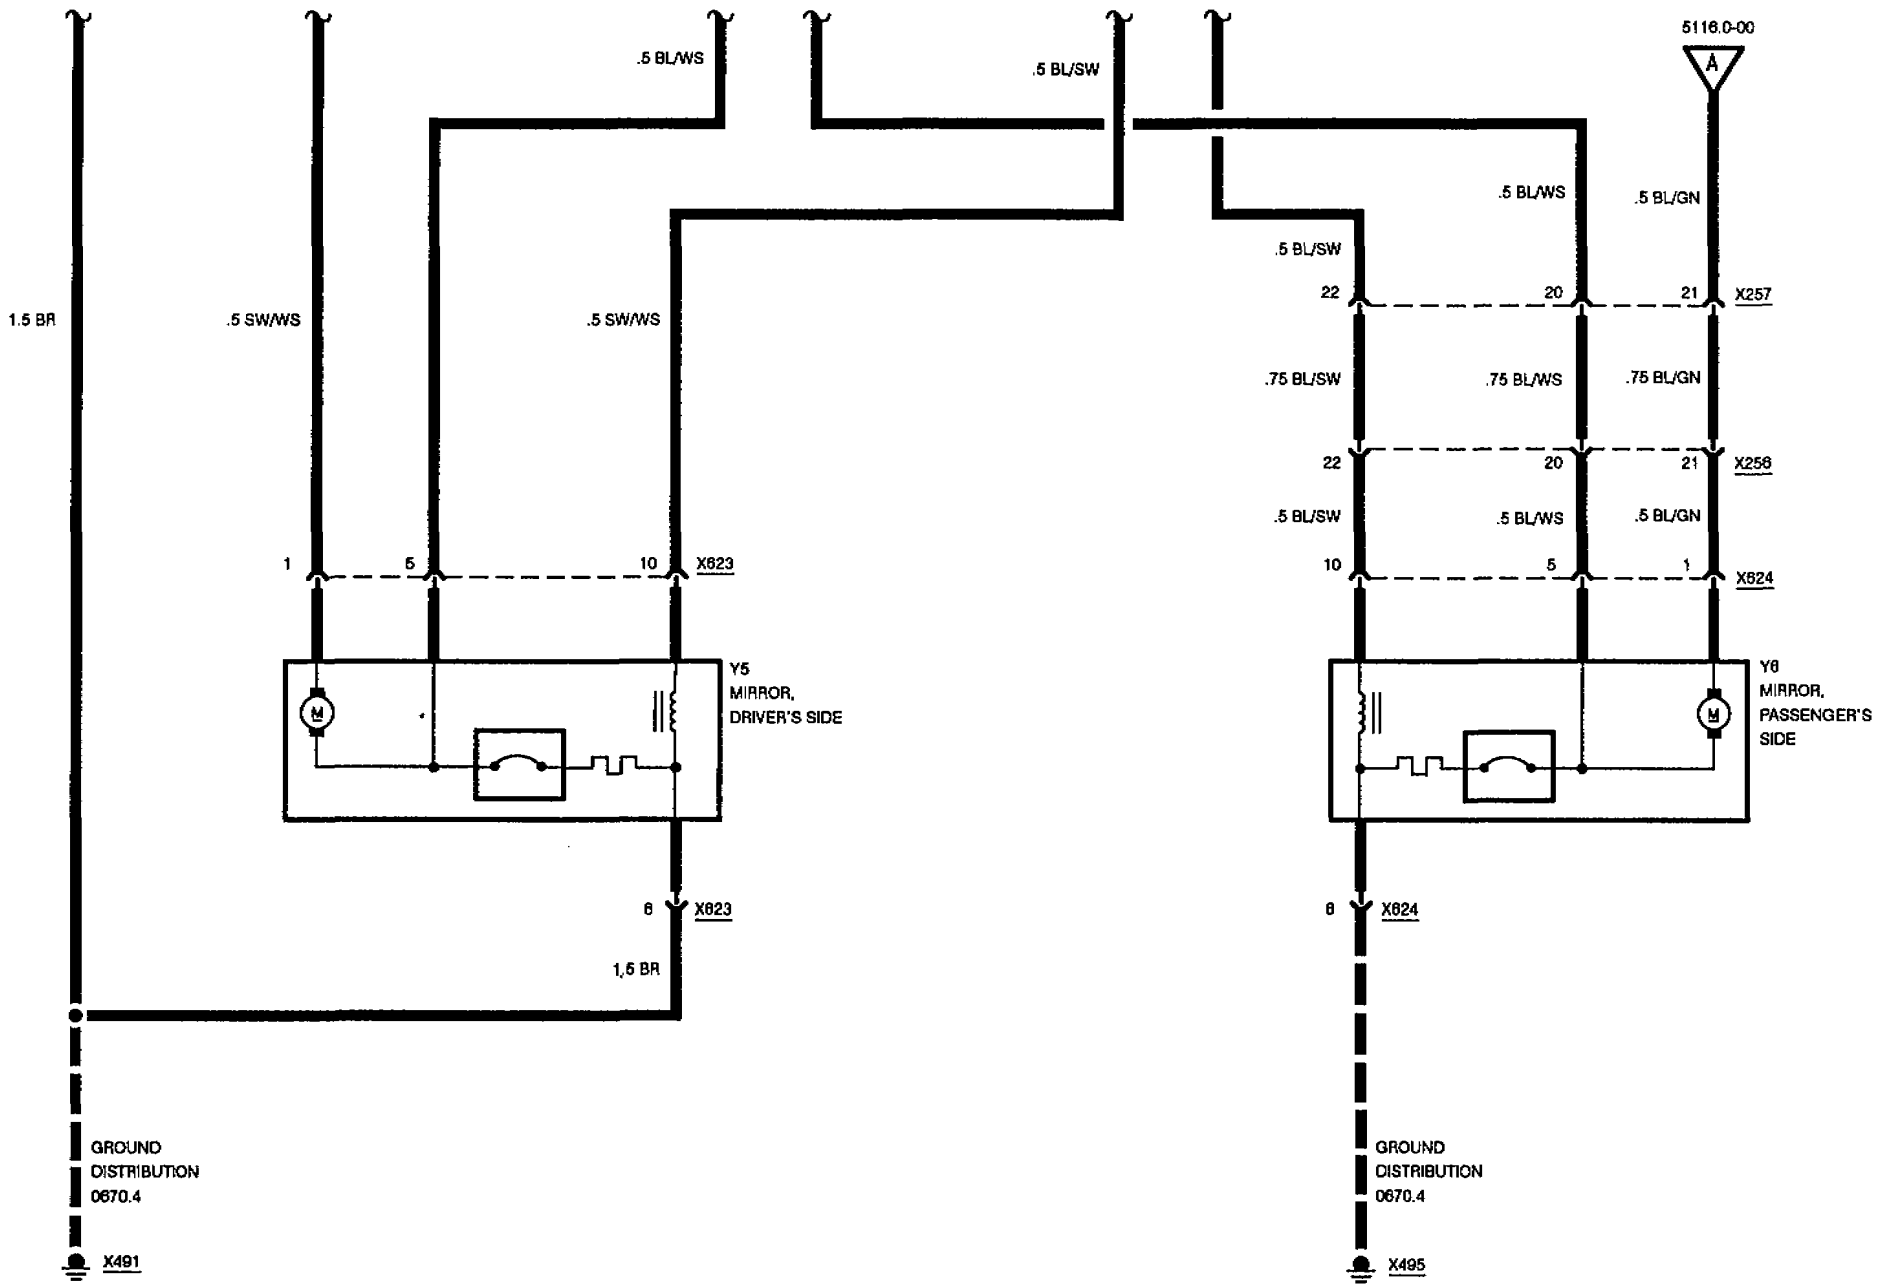 5116.0-00
A
.5 BL/WS
.5 BL/SW
.5 BL/WS
.5 BL/GN
.5 BL/SW
22
20
21
X257
1.5 BR
.5 SW/WS
.5 SW/WS
.75 BL/SW
.75 BL/WS
.75 BL/GN
22
20
21
X256
.5 BL/SW
.5 BL/WS
.5 BL/GN
1
5
10
X623
10
5
1
X624
Y5
MIRROR,
DRIVER'S SIDE
M
Y6
MIRROR,
PASSENGER'S
SIDE
M
6
X623
6
X624
1,5 BR
GROUND
DISTRIBUTION
0670.4
GROUND
DISTRIBUTION
0670.4
X491
X495